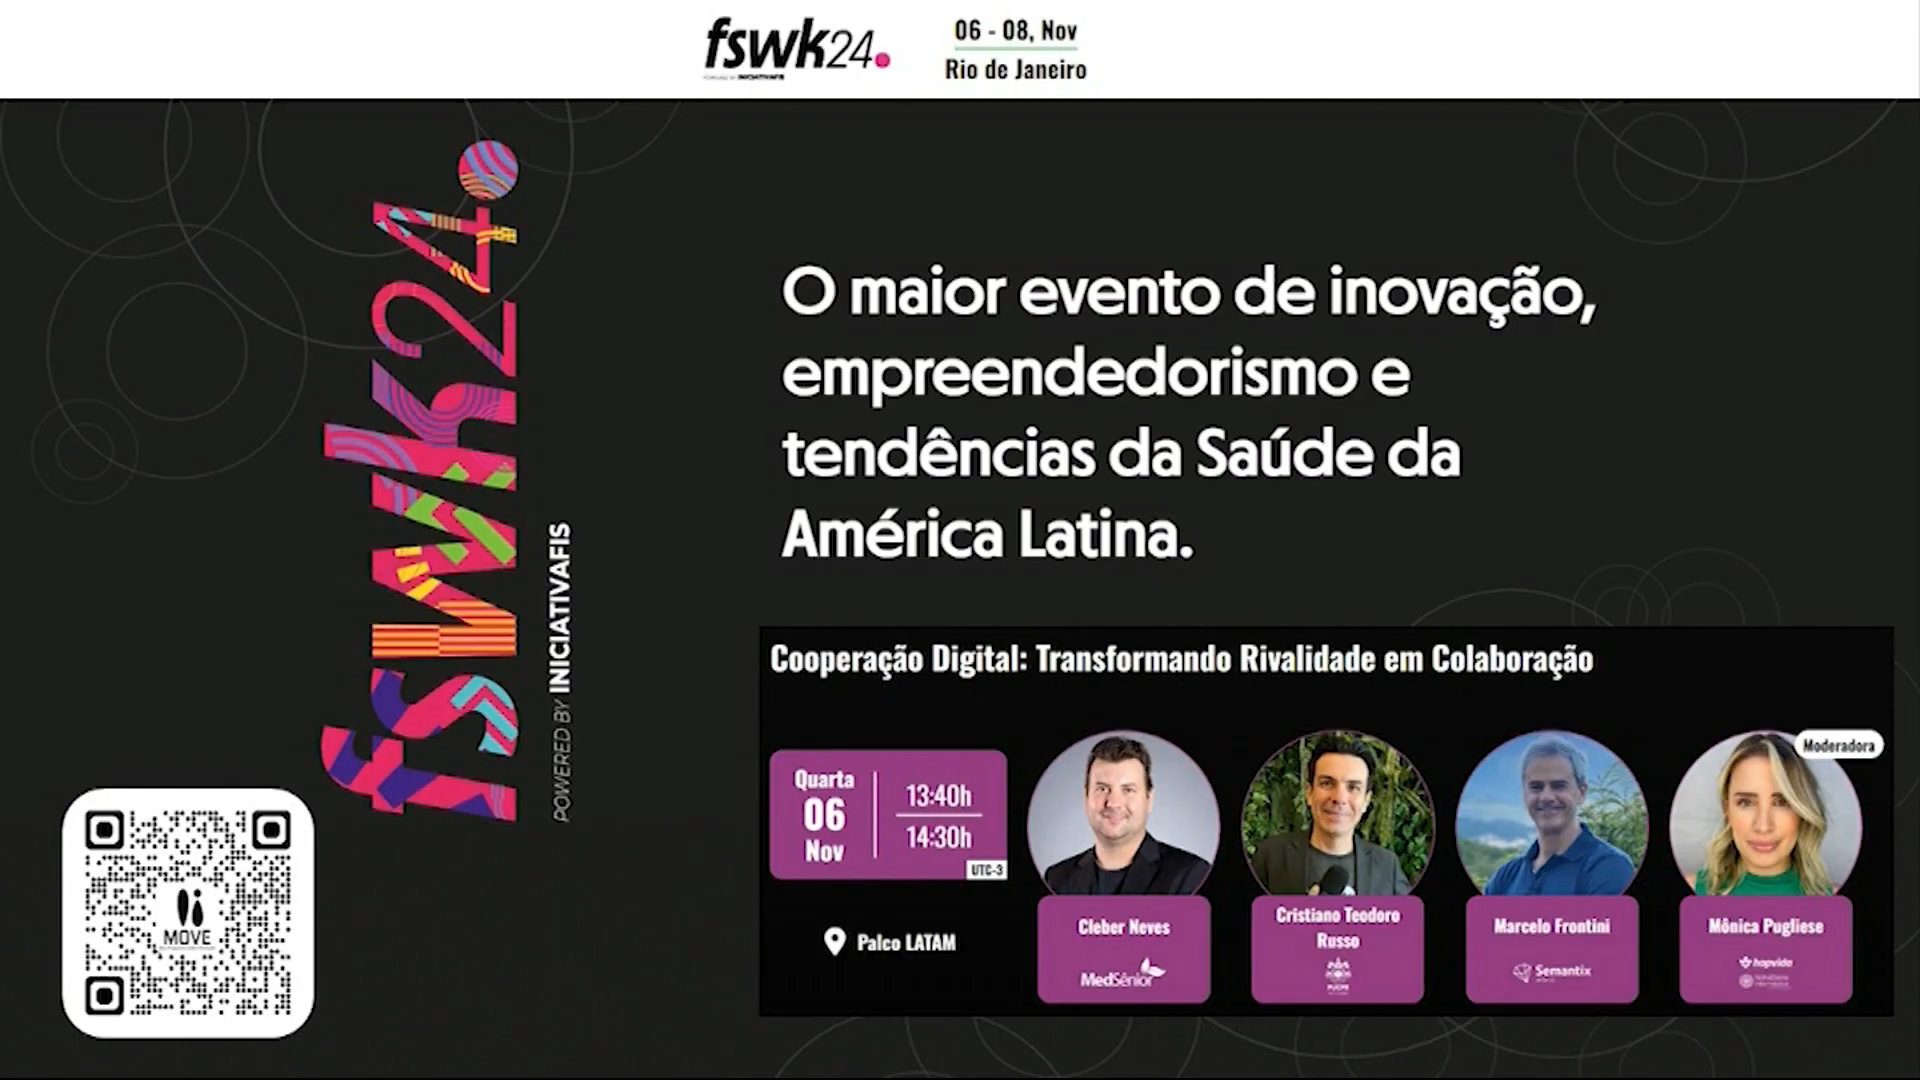 fswk24.
06 - 08, Nov
Rio de Janeiro
fswk24.
POWERED BY INICIATIVAFIS
O maior evento de inovação,
empreendedorismo e
tendências da Saúde da
América Latina.
Cooperação Digital: Transformando Rivalidade em Colaboração
Quarta
06
Nov
13:40h
14:30h
UTC-3
Palco LATAM
Moderadora
Cleber Neves
MedSênior
Cristiano Teodoro
Russo
Marcelo Frontini
Semantix
Mônica Pugliese
hapvida
MOVE